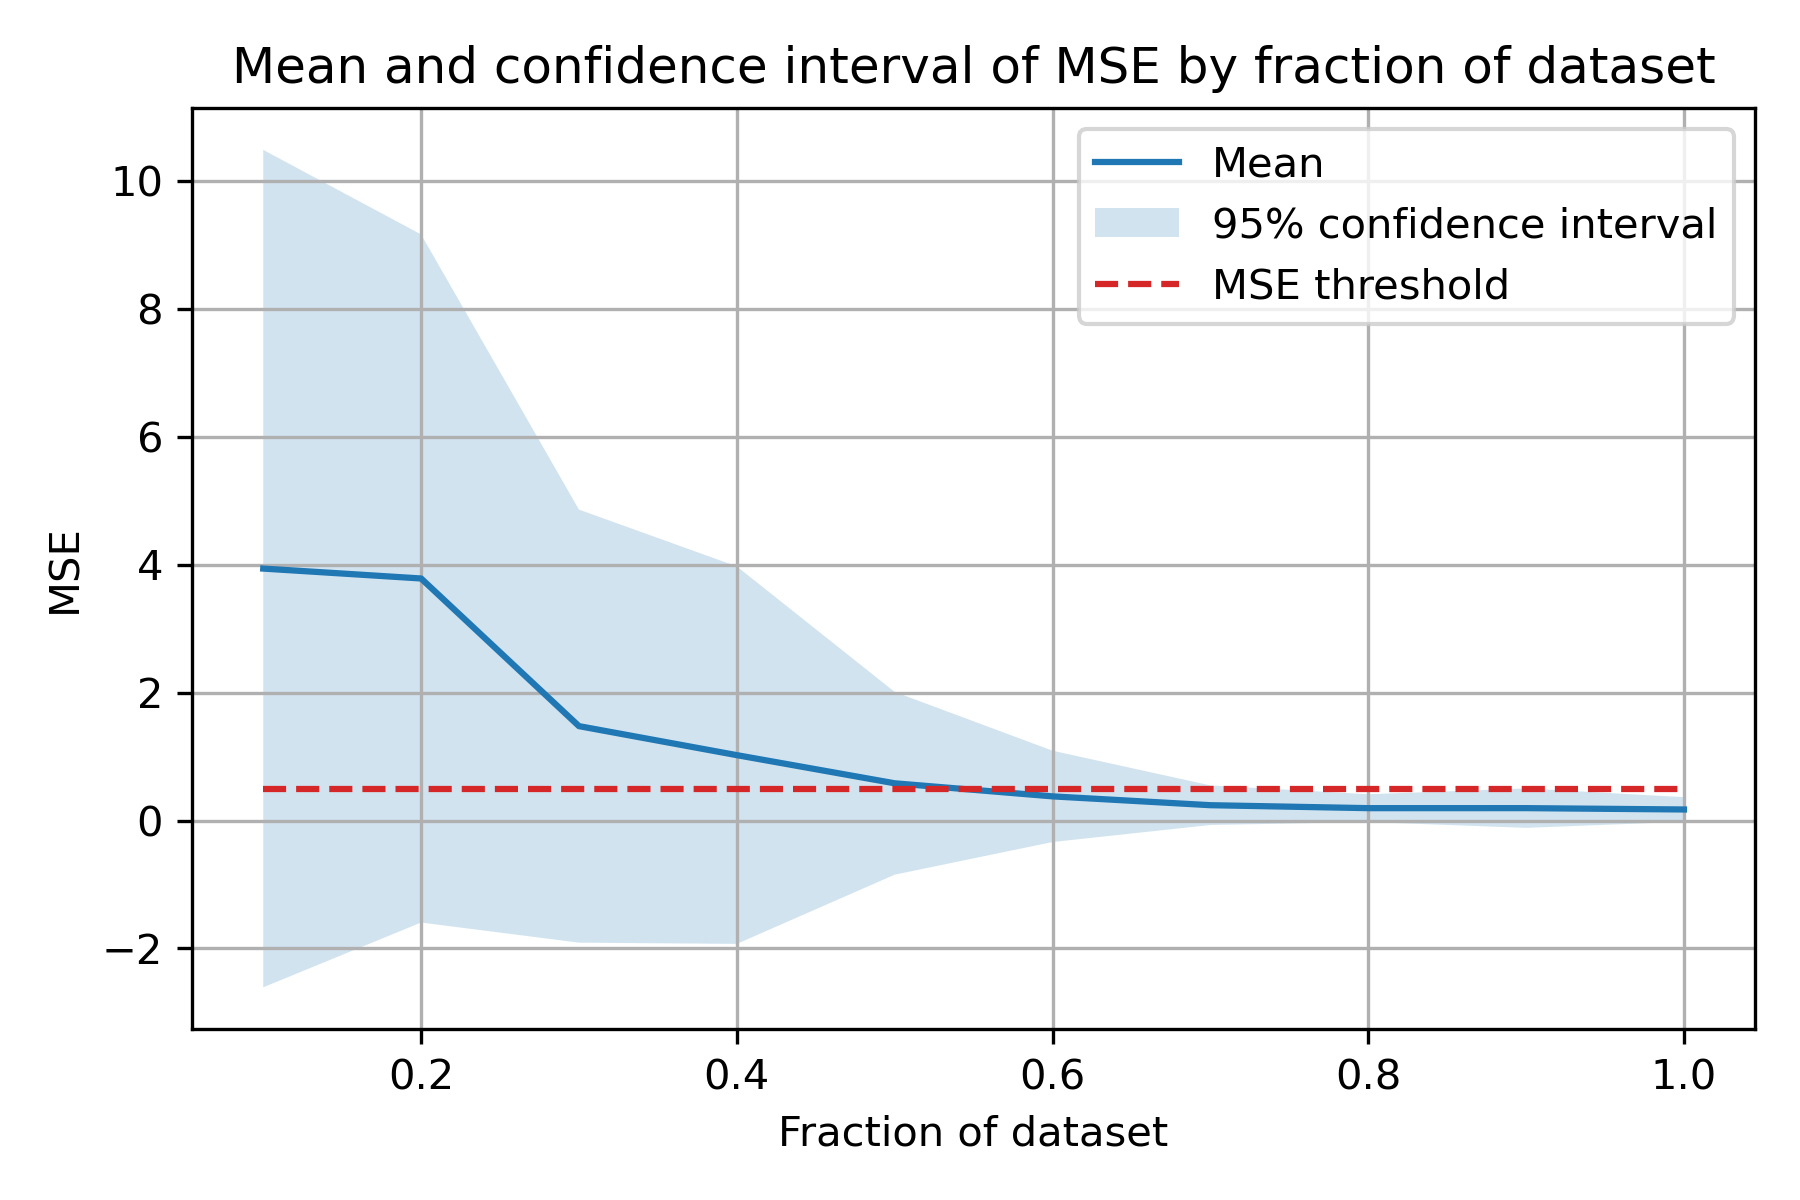 Mean and confidence interval of MSE by fraction of dataset
Mean
95% confidence interval
MSE threshold
10
8
6
4
2
0
−2
MSE
0.2 0.4 0.6 0.8 1.0
Fraction of dataset